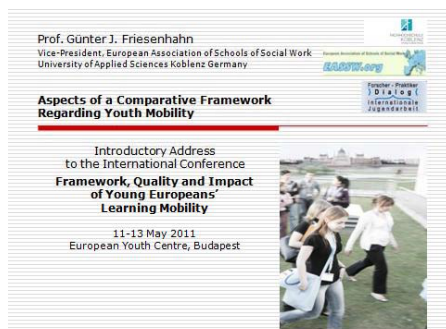 Prof. Günter J. Friesenhahn
Vice-President, European Association of Schools of Social Work
University of Applied Sciences Koblenz Germany
KOBLENZ
EASSW.org
Forscher - Praktiker
Dialog
Internationale
Jugendarbeit
Aspects of a Comparative Framework
Regarding Youth Mobility
Introductory Address
to the International Conference
Framework, Quality and Impact
of Young Europeans'
Learning Mobility
11-13 May 2011
European Youth Centre, Budapest